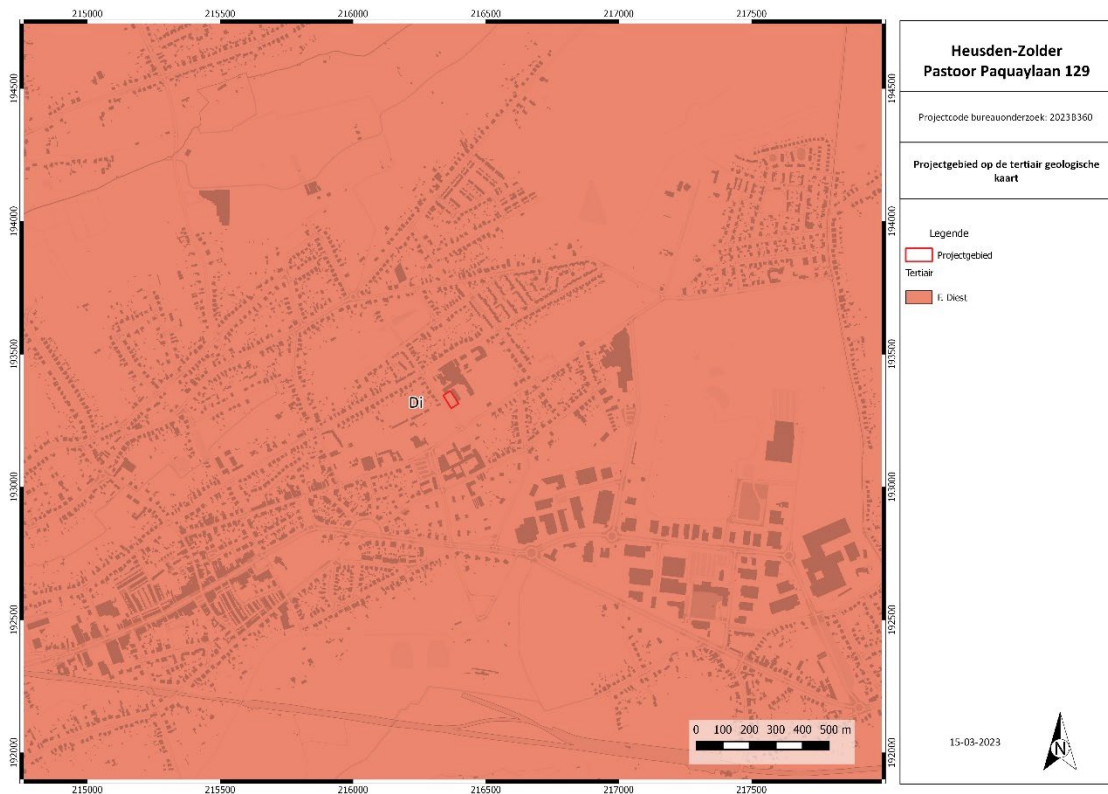 215000 215500 216000 216500 217000 217500
194500 194500
194000 194000
193500 193500
193000 193000
192500 192500
192000 192000
Di
0 100 200 300 400 500 m
215000 215500 216000 216500 217000 217500
Heusden-Zolder
Pastoor Paquaylaan 129
Projectcode bureauonderzoek: 2023B360
Projectgebied op de tertiair geologische
kaart
Legende
Projectgebied
Tertiair
F. Diest
15-03-2023
N